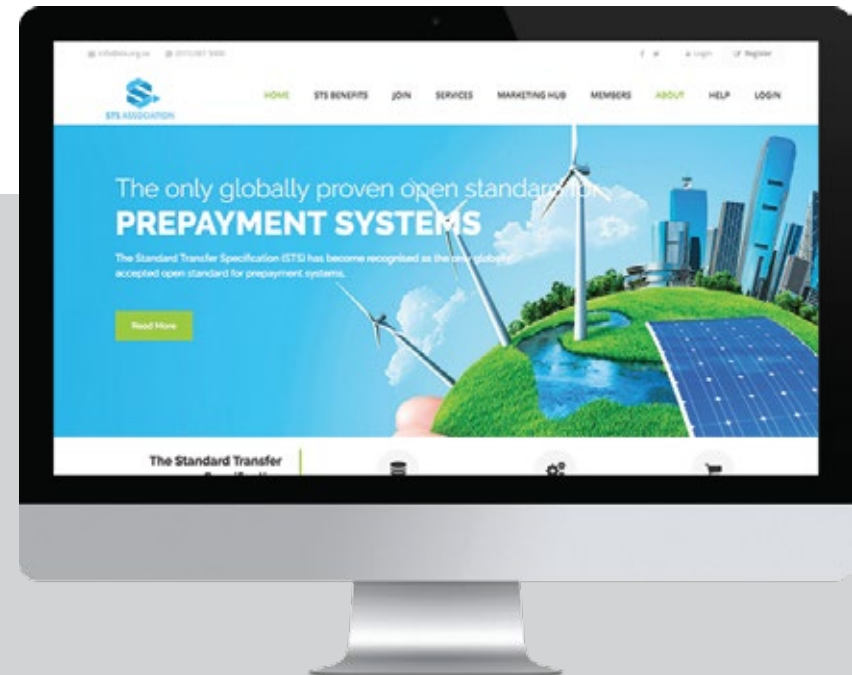 Login
Register
STS ASSOCIATION
HOME STS BENEFITS JOIN SERVICES MARKETING HUB MEMBERS ABOUT HELP LOGIN
The only globally proven open standard for
PREPAYMENT SYSTEMS
The Standard Transfer Specification (STS) has become recognised as the only globally
accepted open standard for prepayment systems.
Read More
The Standard Transfer